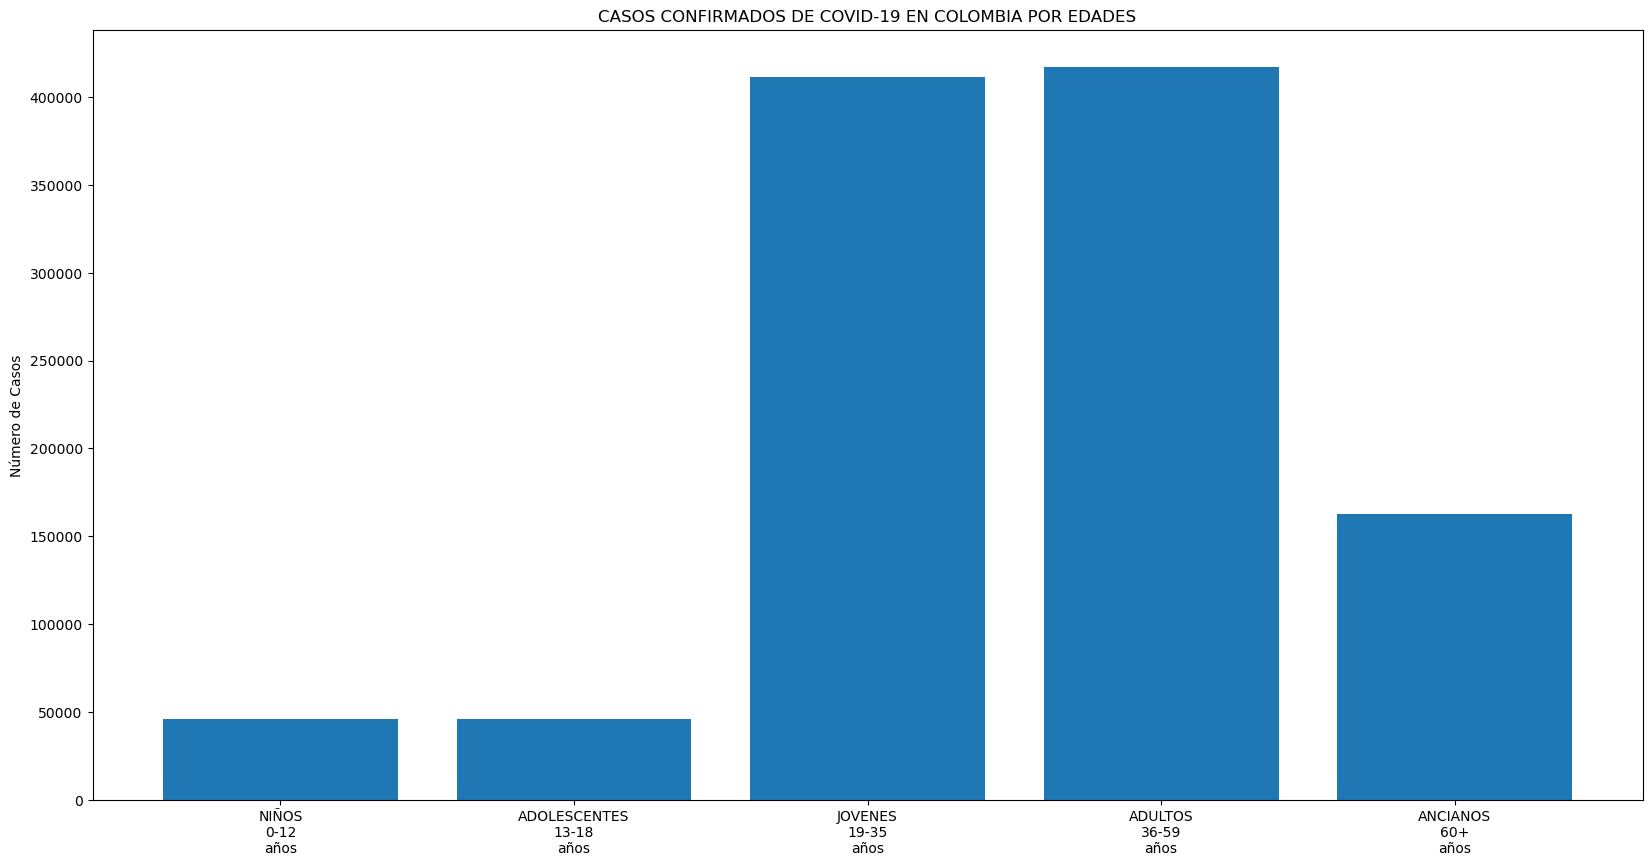 CASOS CONFIRMADOS DE COVID-19 EN COLOMBIA POR EDADES
Número de Casos
400000
350000
300000
250000
200000
150000
100000
50000
0
NIÑOS
0-12
años
ADOLESCENTES
13-18
años
JOVENES
19-35
años
ADULTOS
36-59
años
ANCIANOS
60+
años